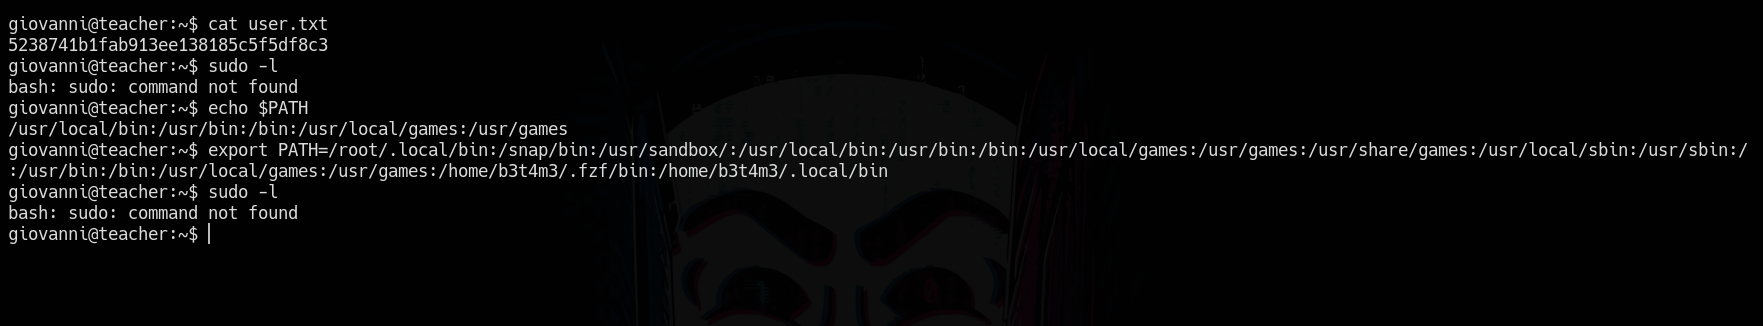 giovanni@teacher:~$ cat user.txt
5238741b1fab913ee138185c5f5df8c3
giovanni@teacher:~$ sudo -l
bash: sudo: command not found
giovanni@teacher:~$ echo $PATH
/usr/local/bin:/usr/bin:/bin:/usr/local/games:/usr/games
giovanni@teacher:~$ export PATH=/root/.local/bin:/snap/bin:/usr/sandbox/:/usr/local/bin:/usr/bin:/bin:/usr/local/games:/usr/games:/usr/share/games:/usr/local/sbin:/usr/sbin:/
:/usr/bin:/bin:/usr/local/games:/usr/games:/home/b3t4m3/.fzf/bin:/home/b3t4m3/.local/bin
giovanni@teacher:~$ sudo -l
bash: sudo: command not found
giovanni@teacher:~$